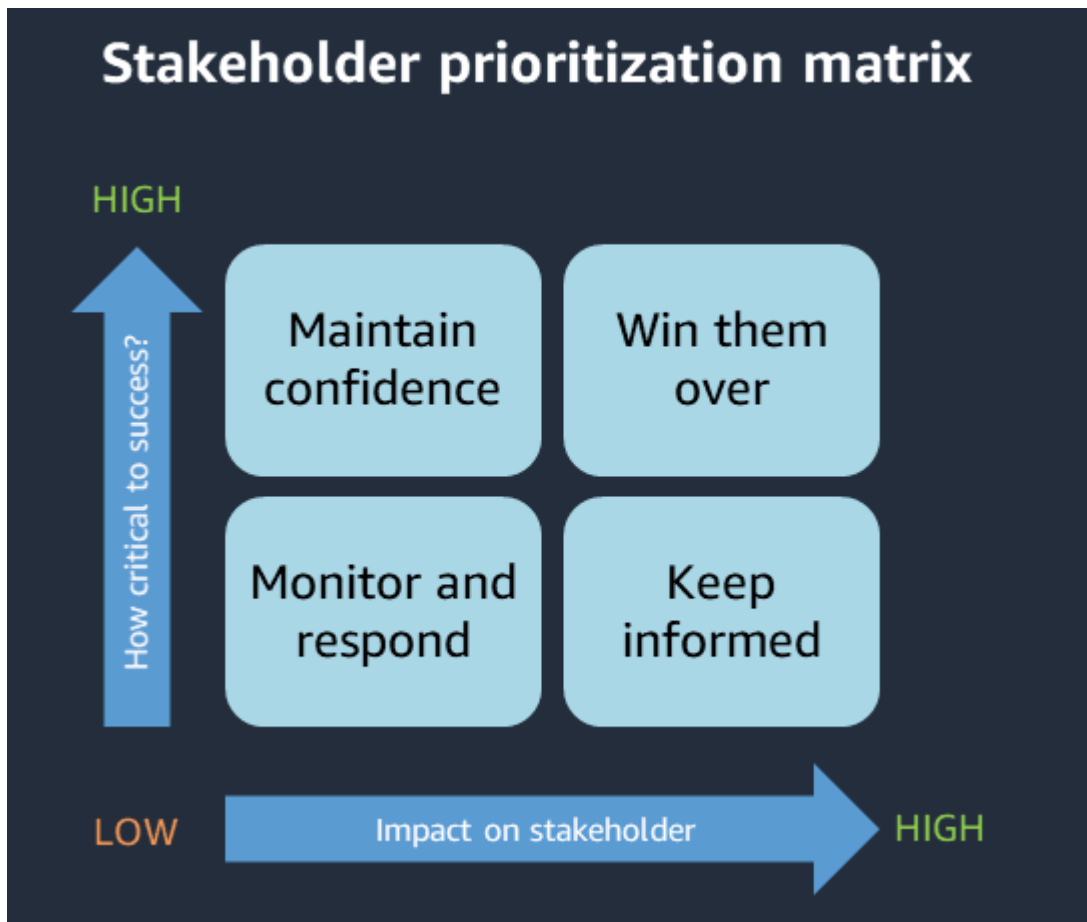 Stakeholder prioritization matrix
HIGH
How critical to success?
Maintain
confidence
Win them
over
Monitor and
respond
Keep
informed
LOW
Impact on stakeholder
HIGH